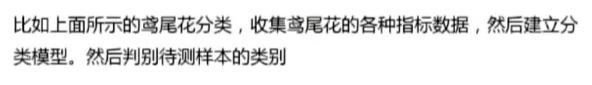 比如上面所示的鸢尾花分类，收集鸢尾花的各种指标数据，然后建立分
类模型。然后判别待测样本的类别